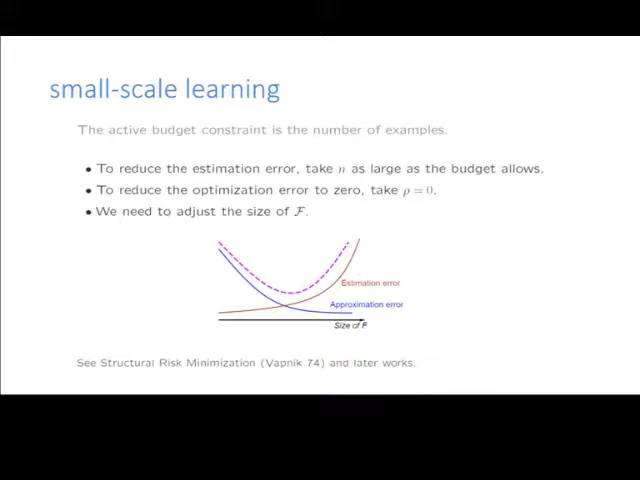 small-scale learning
The active budget constraint is the number of examples.
• To reduce the estimation error, take n as large as the budget allows.
• To reduce the optimization error to zero, take ρ = 0.
• We need to adjust the size of F.
Estimation error
Approximation error
Size of F
See Structural Risk Minimization (Vapnik 74) and later works.